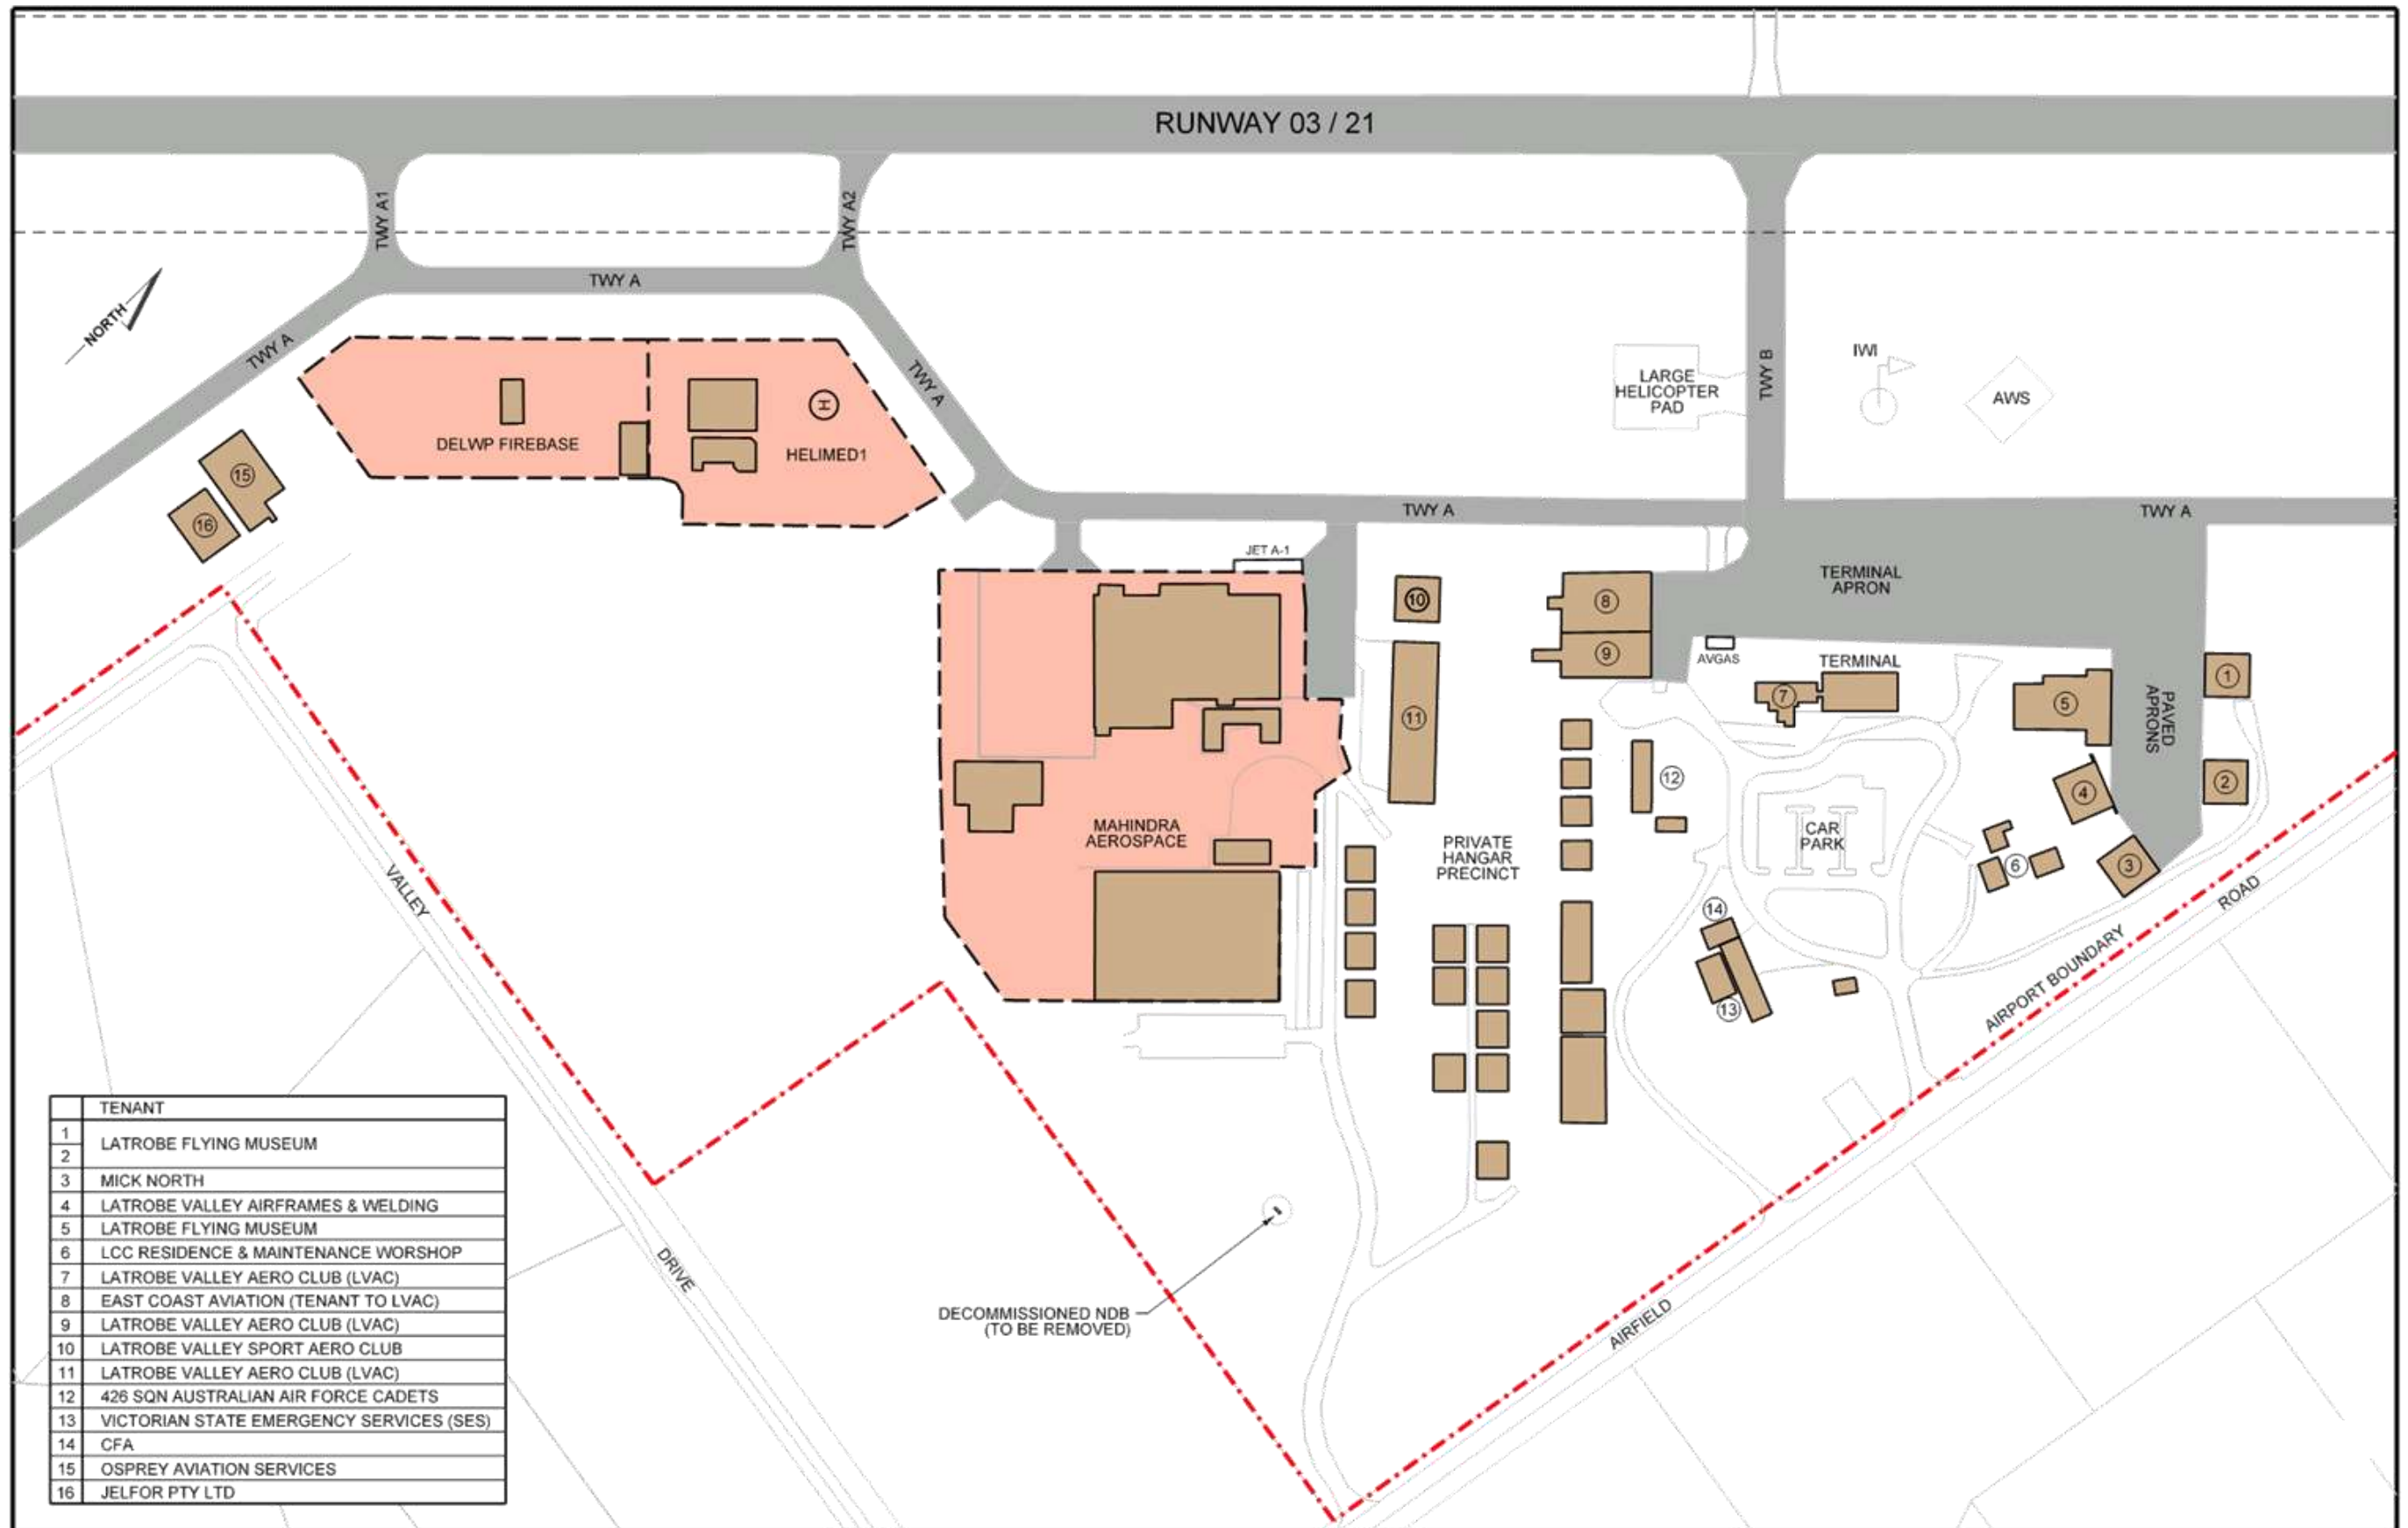 RUNWAY 03 / 21
TWY A1
TWY A2
TWY A
NORTH
TWY A
TWY A
TWY B
IWI
LARGE
HELICOPTER
PAD
AWS
DELWP FIREBASE
H
HELIMED1
15
16
TWY A
TWY A
JET A-1
TERMINAL
APRON
10
8
9
AVGAS
TERMINAL
7
11
5
1
PAVED
APRONS
2
12
4
MAHINDRA
AEROSPACE
PRIVATE
HANGAR
PRECINCT
CAR
PARK
6
3
VALLEY
14
13
AIRPORT BOUNDARY
ROAD
DRIVE
DECOMMISSIONED NDB
(TO BE REMOVED)
AIRFIELD
TENANT
1
LATROBE FLYING MUSEUM
2
3 MICK NORTH
4 LATROBE VALLEY AIRFRAMES & WELDING
5 LATROBE FLYING MUSEUM
6 LCC RESIDENCE & MAINTENANCE WORSHOP
7 LATROBE VALLEY AERO CLUB (LVAC)
8 EAST COAST AVIATION (TENANT TO LVAC)
9 LATROBE VALLEY AERO CLUB (LVAC)
10 LATROBE VALLEY SPORT AERO CLUB
11 LATROBE VALLEY AERO CLUB (LVAC)
12 426 SQN AUSTRALIAN AIR FORCE CADETS
13 VICTORIAN STATE EMERGENCY SERVICES (SES)
14 CFA
15 OSPREY AVIATION SERVICES
16 JELFOR PTY LTD